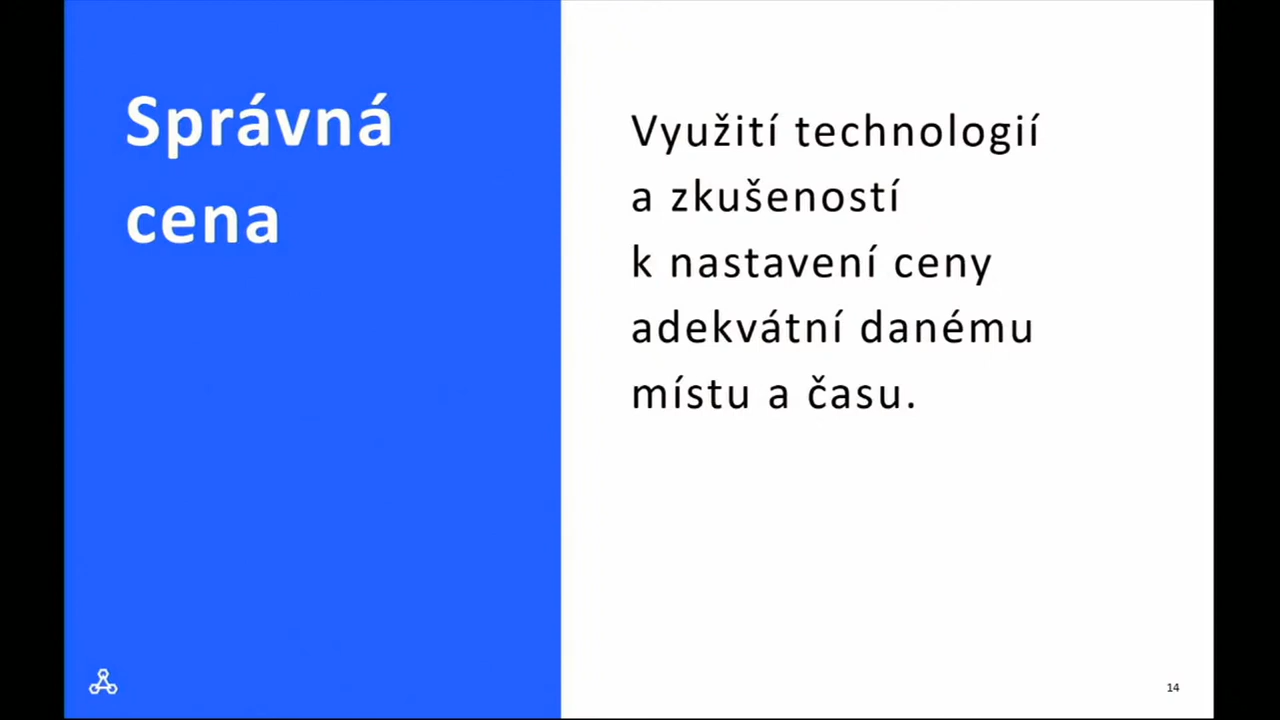 Správná
cena
Využití technologií
a zkušeností
k nastavení ceny
adekvátní danému
místu a času.
14